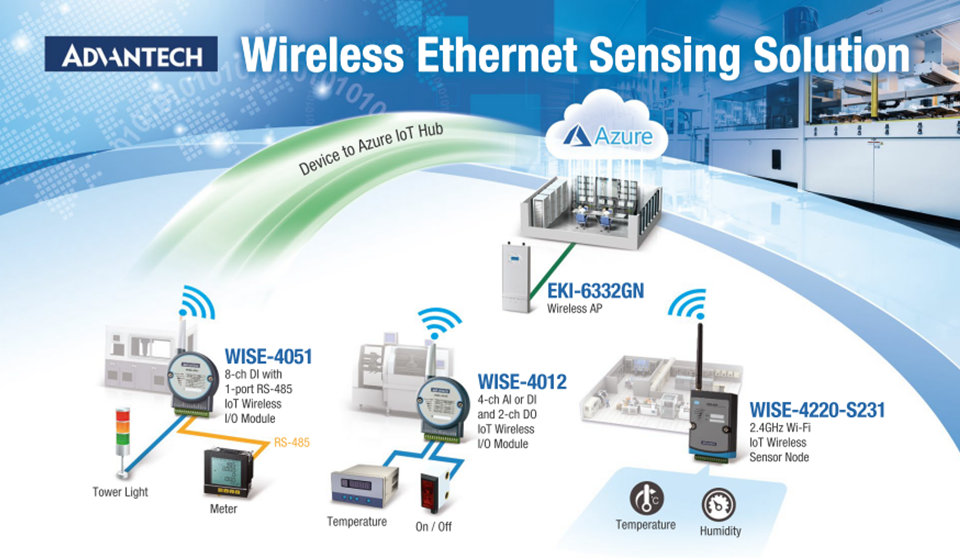 ADVANTECH
Wireless Ethernet Sensing Solution
Device to Azure IoT Hub
Azure
EKI-6332GN
Wireless AP
WISE-4051
8-ch DI with
1-port RS-485
IoT Wireless
I/O Module
RS-485
Tower Light
Meter
WISE-4012
4-ch AI or DI
and 2-ch DO
IoT Wireless
I/O Module
Temperature
On / Off
WISE-4220-S231
2.4GHz Wi-Fi
IoT Wireless
Sensor Node
°C
Temperature
Humidity